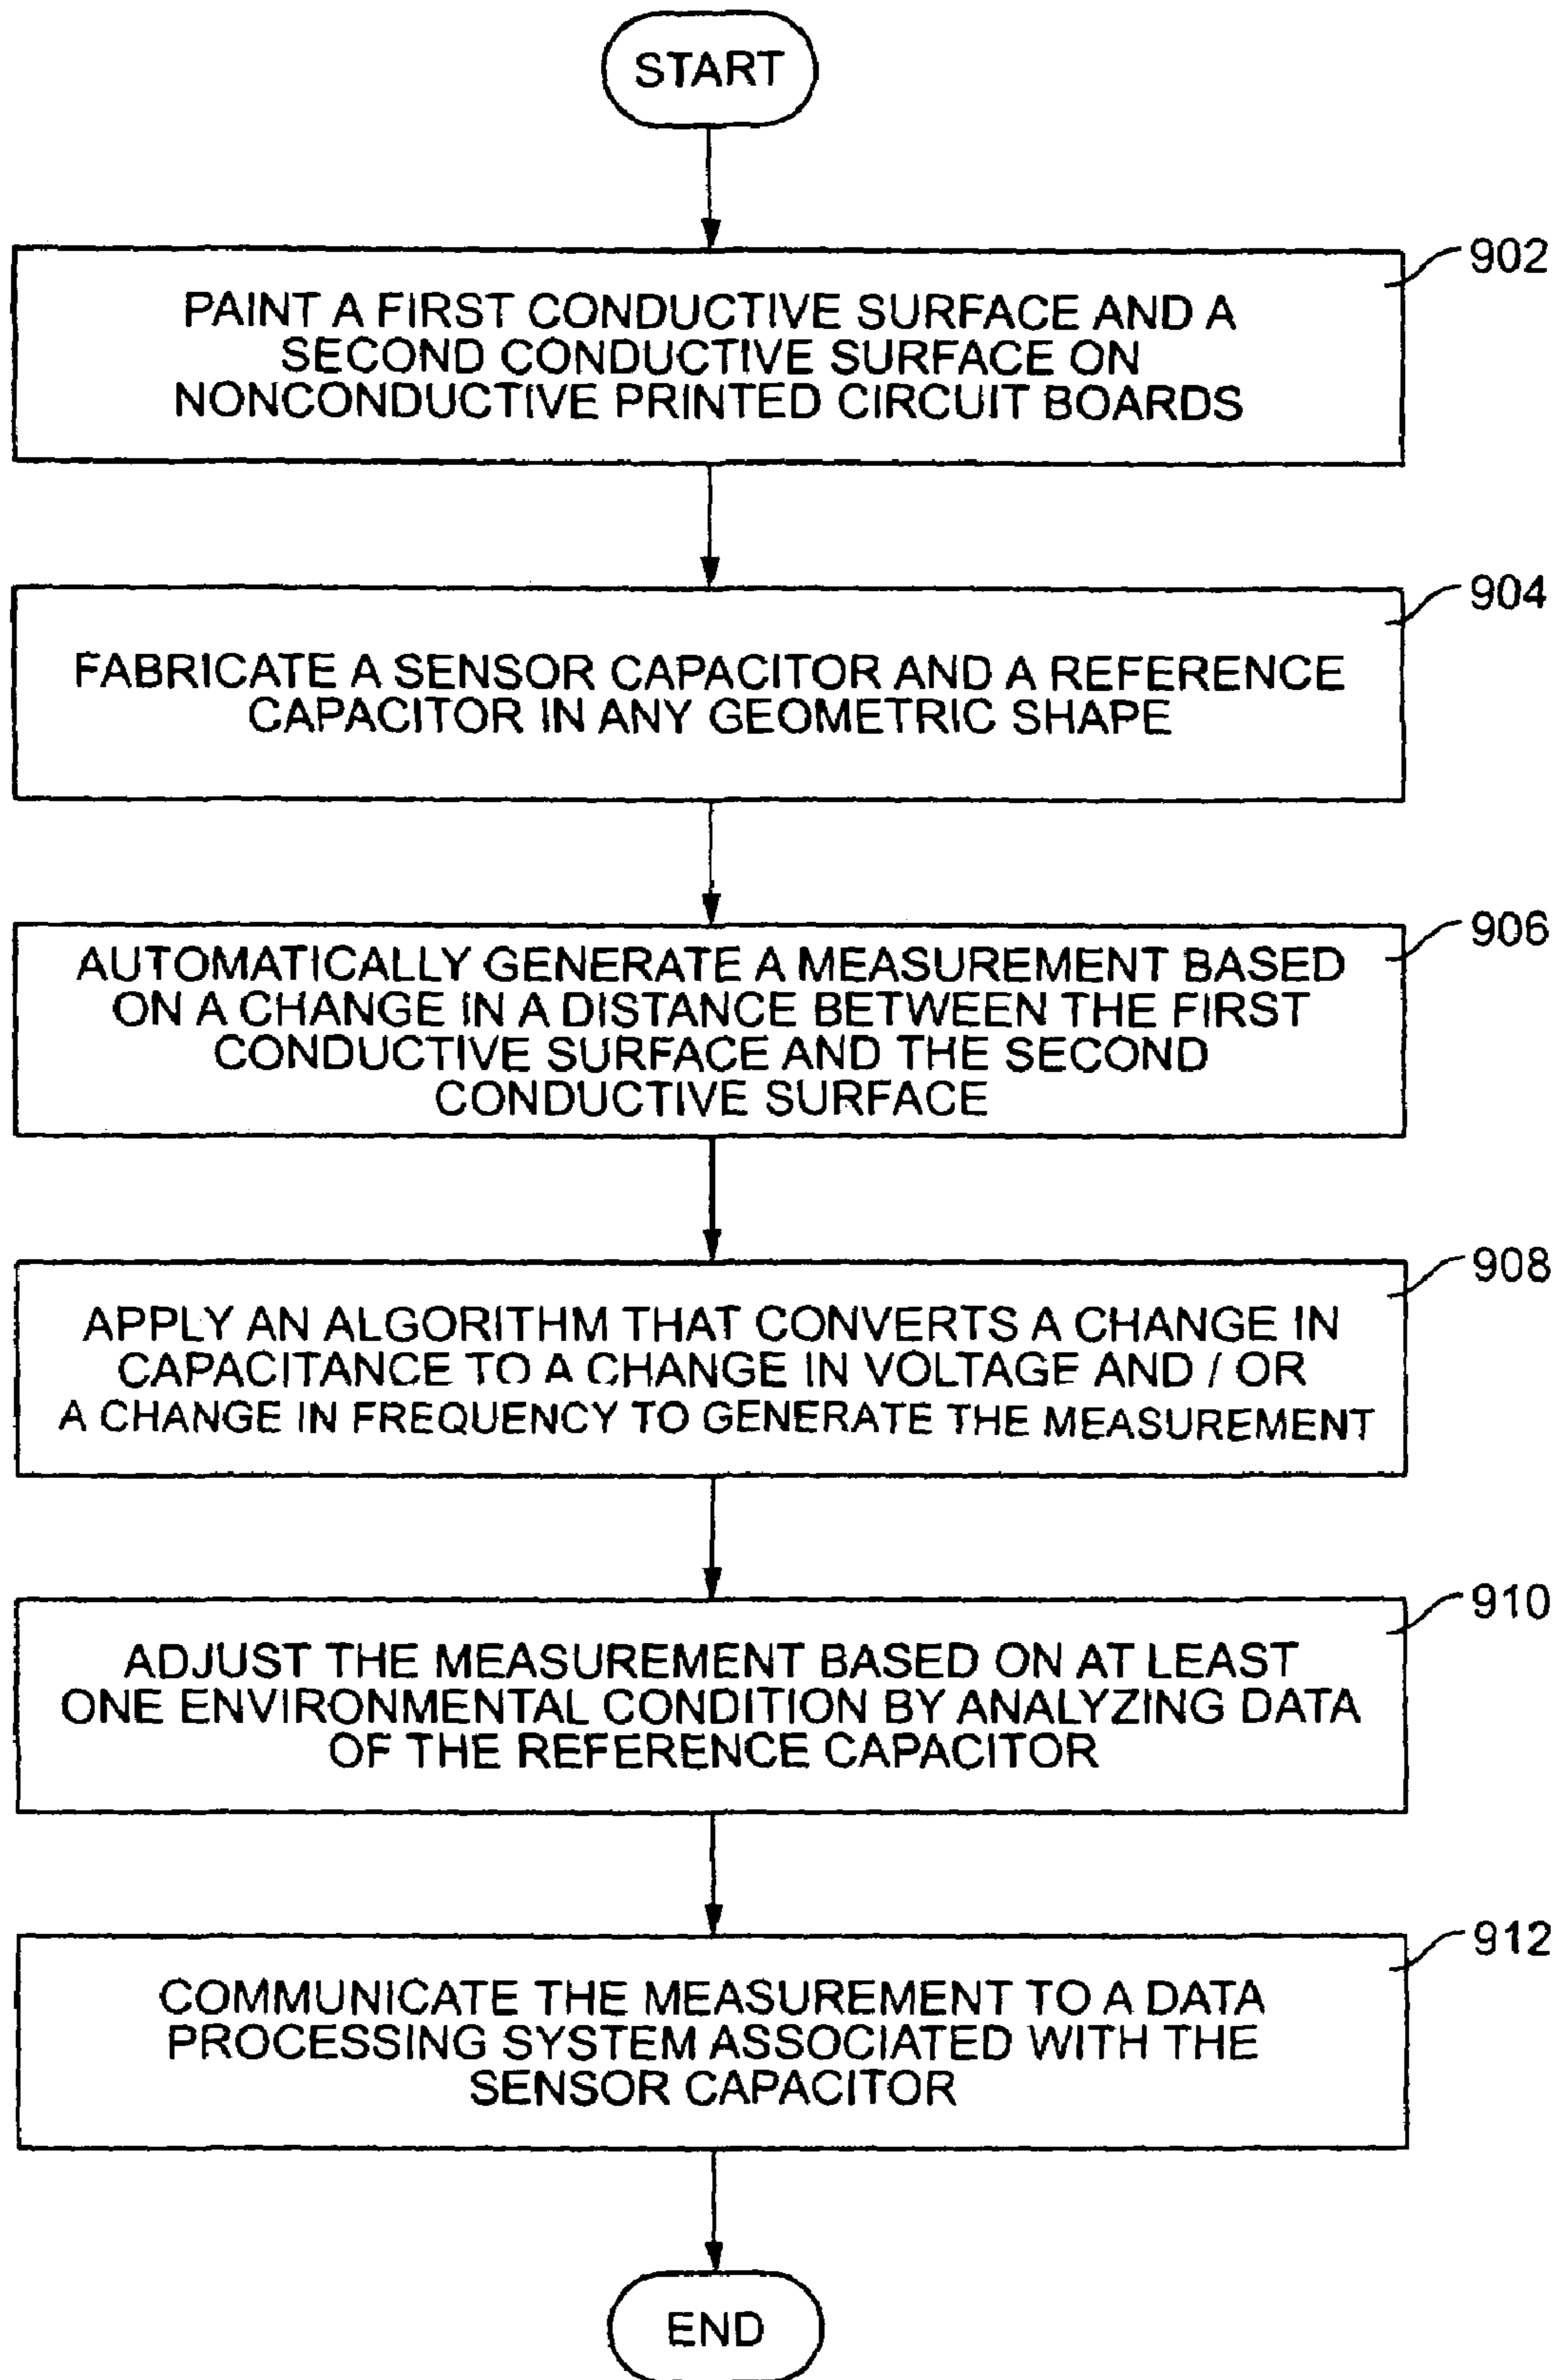 START
902
PAINT A FIRST CONDUCTIVE SURFACE AND A
SECOND CONDUCTIVE SURFACE ON
NONCONDUCTIVE PRINTED CIRCUIT BOARDS
904
FABRICATE A SENSOR CAPACITOR AND A REFERENCE
CAPACITOR IN ANY GEOMETRIC SHAPE
906
AUTOMATICALLY GENERATE A MEASUREMENT BASED
ON A CHANGE IN A DISTANCE BETWEEN THE FIRST
CONDUCTIVE SURFACE AND THE SECOND
CONDUCTIVE SURFACE
908
APPLY AN ALGORITHM THAT CONVERTS A CHANGE IN
CAPACITANCE TO A CHANGE IN VOLTAGE AND / OR
A CHANGE IN FREQUENCY TO GENERATE THE MEASUREMENT
910
ADJUST THE MEASUREMENT BASED ON AT LEAST
ONE ENVIRONMENTAL CONDITION BY ANALYZING DATA
OF THE REFERENCE CAPACITOR
912
COMMUNICATE THE MEASUREMENT TO A DATA
PROCESSING SYSTEM ASSOCIATED WITH THE
SENSOR CAPACITOR
END